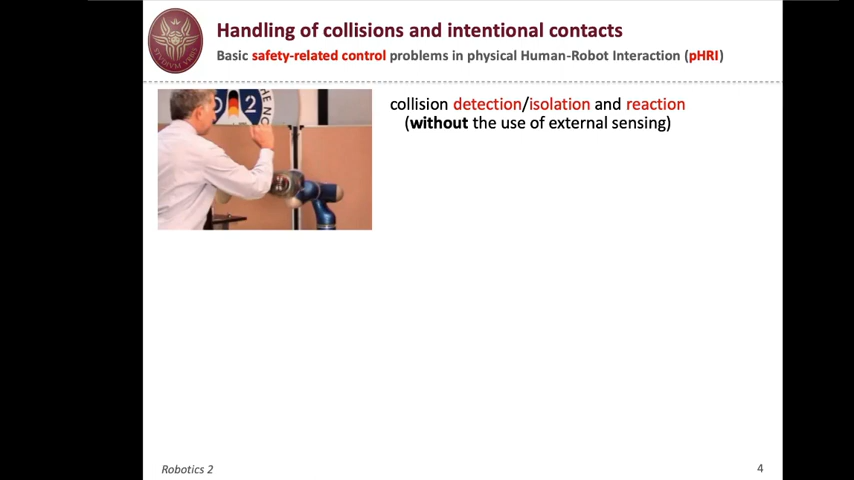 Handling of collisions and intentional contacts
Basic safety-related control problems in physical Human-Robot Interaction (pHRI)
collision detection/isolation and reaction
(without the use of external sensing)
Robotics 2
4